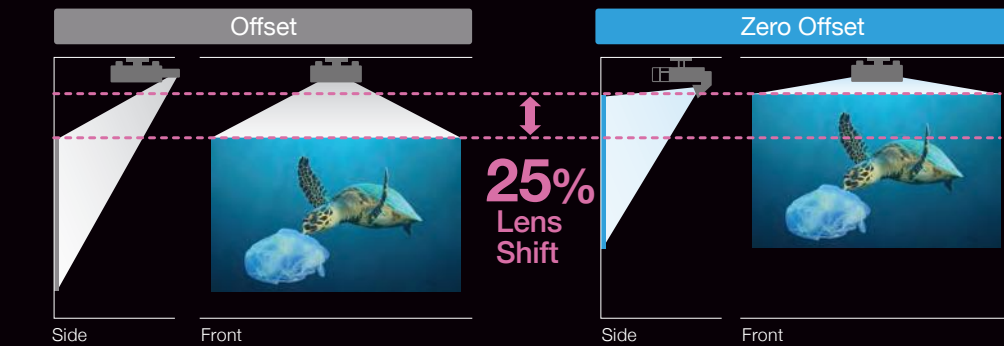 Offset
Zero Offset
25%
Lens
Shift
Side
Front
Side
Front